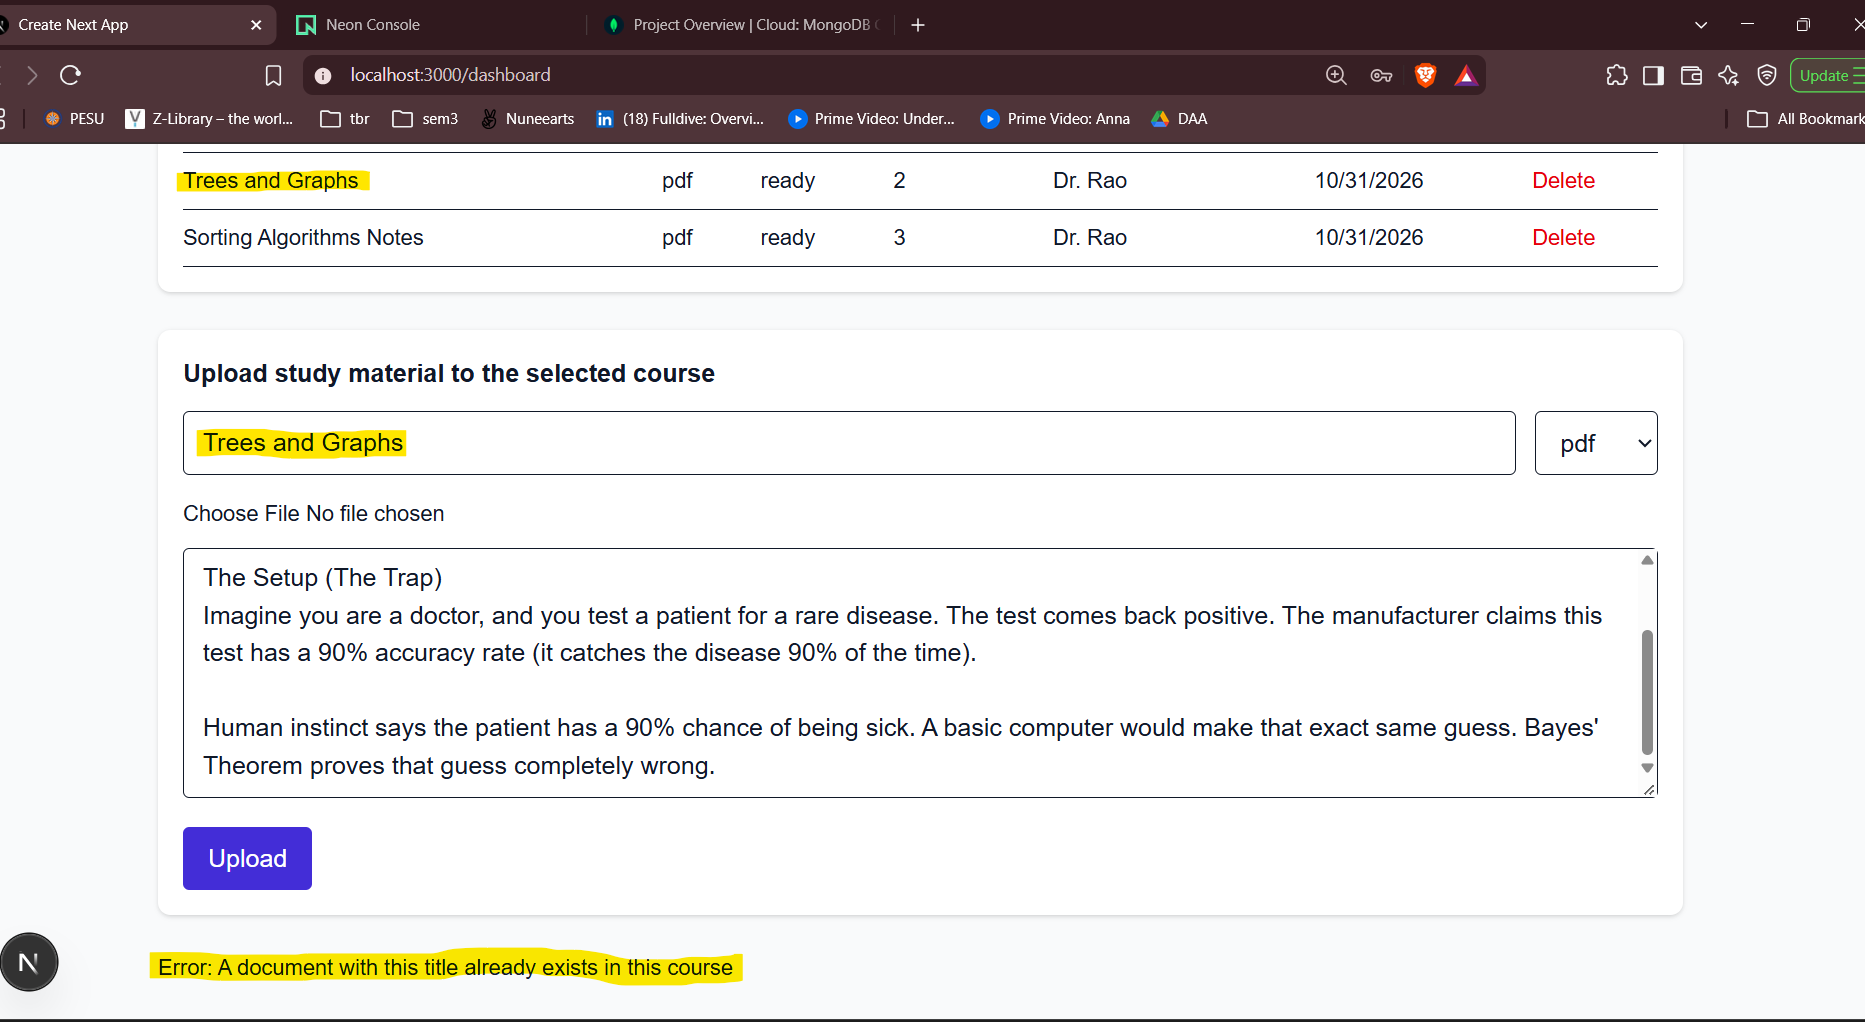 Create Next App
Neon Console
Project Overview | Cloud: MongoDB
localhost:3000/dashboard
Update
PESU
Z-Library – the worl...
tbr
sem3
Nuneearts
(18) Fulldive: Overvi...
Prime Video: Under...
Prime Video: Anna
DAA
All Bookmark
Trees and Graphs pdf ready 2 Dr. Rao 10/31/2026 Delete
Sorting Algorithms Notes pdf ready 3 Dr. Rao 10/31/2026 Delete
Upload study material to the selected course
Trees and Graphs pdf
Choose File No file chosen
The Setup (The Trap)
Imagine you are a doctor, and you test a patient for a rare disease. The test comes back positive. The manufacturer claims this
test has a 90% accuracy rate (it catches the disease 90% of the time).
Human instinct says the patient has a 90% chance of being sick. A basic computer would make that exact same guess. Bayes'
Theorem proves that guess completely wrong.
Upload
N
Error: A document with this title already exists in this course